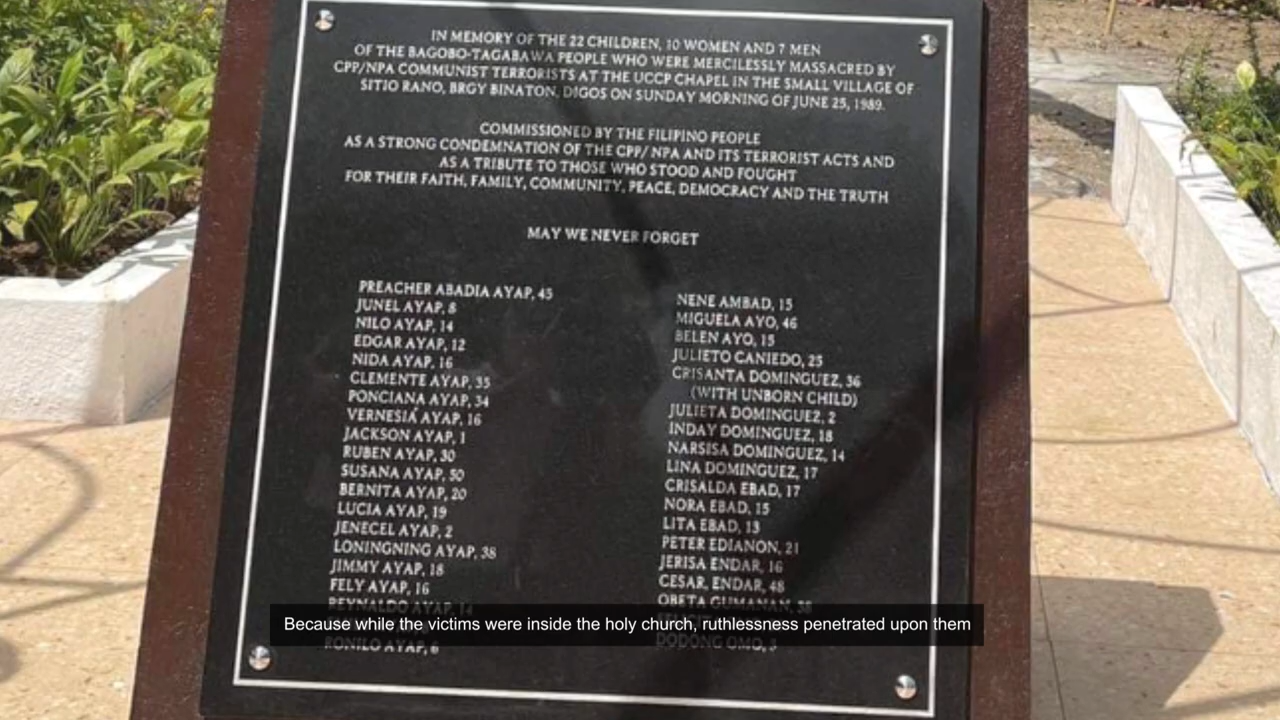 IN MEMORY OF THE 22 CHILDREN, 10 WOMEN AND 7 MEN
OF THE BAGOBO-TAGABAWA PEOPLE WHO WERE MERCILESSLY MASSACRED BY
CPP/NPA COMMUNIST TERRORISTS AT THE UCCP CHAPEL IN THE SMALL VILLAGE OF
SITIO RANO, BRGY BINATON, DIGOS ON SUNDAY MORNING OF JUNE 25, 1989.
COMMISSIONED BY THE FILIPINO PEOPLE
AS A STRONG CONDEMNATION OF THE CPP/ NPA AND ITS TERRORIST ACTS AND
AS A TRIBUTE TO THOSE WHO STOOD AND FOUGHT
FOR THEIR FAITH, FAMILY, COMMUNITY, PEACE, DEMOCRACY AND THE TRUTH
MAY WE NEVER FORGET
PREACHER ABADIA AYAP, 45
JUNEL AYAP, 8
NILO AYAP, 14
EDGAR AYAP, 12
NIDA AYAP, 16
CLEMENTE AYAP, 35
PONCIANA AYAP, 34
VERNESIA AYAP, 16
JACKSON AYAP, 1
RUBEN AYAP, 30
SUSANA AYAP, 50
BERNITA AYAP, 20
LUCIA AYAP, 19
JENECEL AYAP, 2
LONINGNING AYAP, 38
JIMMY AYAP, 18
FELY AYAP, 16
REYNALDO AYAP, 14
RONILO AYAP, 6
NENE AMBAD, 15
MIGUELA AYO, 46
BELEN AYO, 15
JULIETO CANIEDO, 25
CRISANTA DOMINGUEZ, 36
(WITH UNBORN CHILD)
JULIETA DOMINGUEZ, 2
INDAY DOMINGUEZ, 18
NARSISA DOMINGUEZ, 14
LINA DOMINGUEZ, 17
CRISALDA EBAD, 17
NORA EBAD, 15
LITA EBAD, 13
PETER EDIANON, 21
JERISA ENDAR, 16
CESAR, ENDAR, 48
OBETA GUMANAN, 38
DODONG OMO, 3
Because while the victims were inside the holy church, ruthlessness penetrated upon them